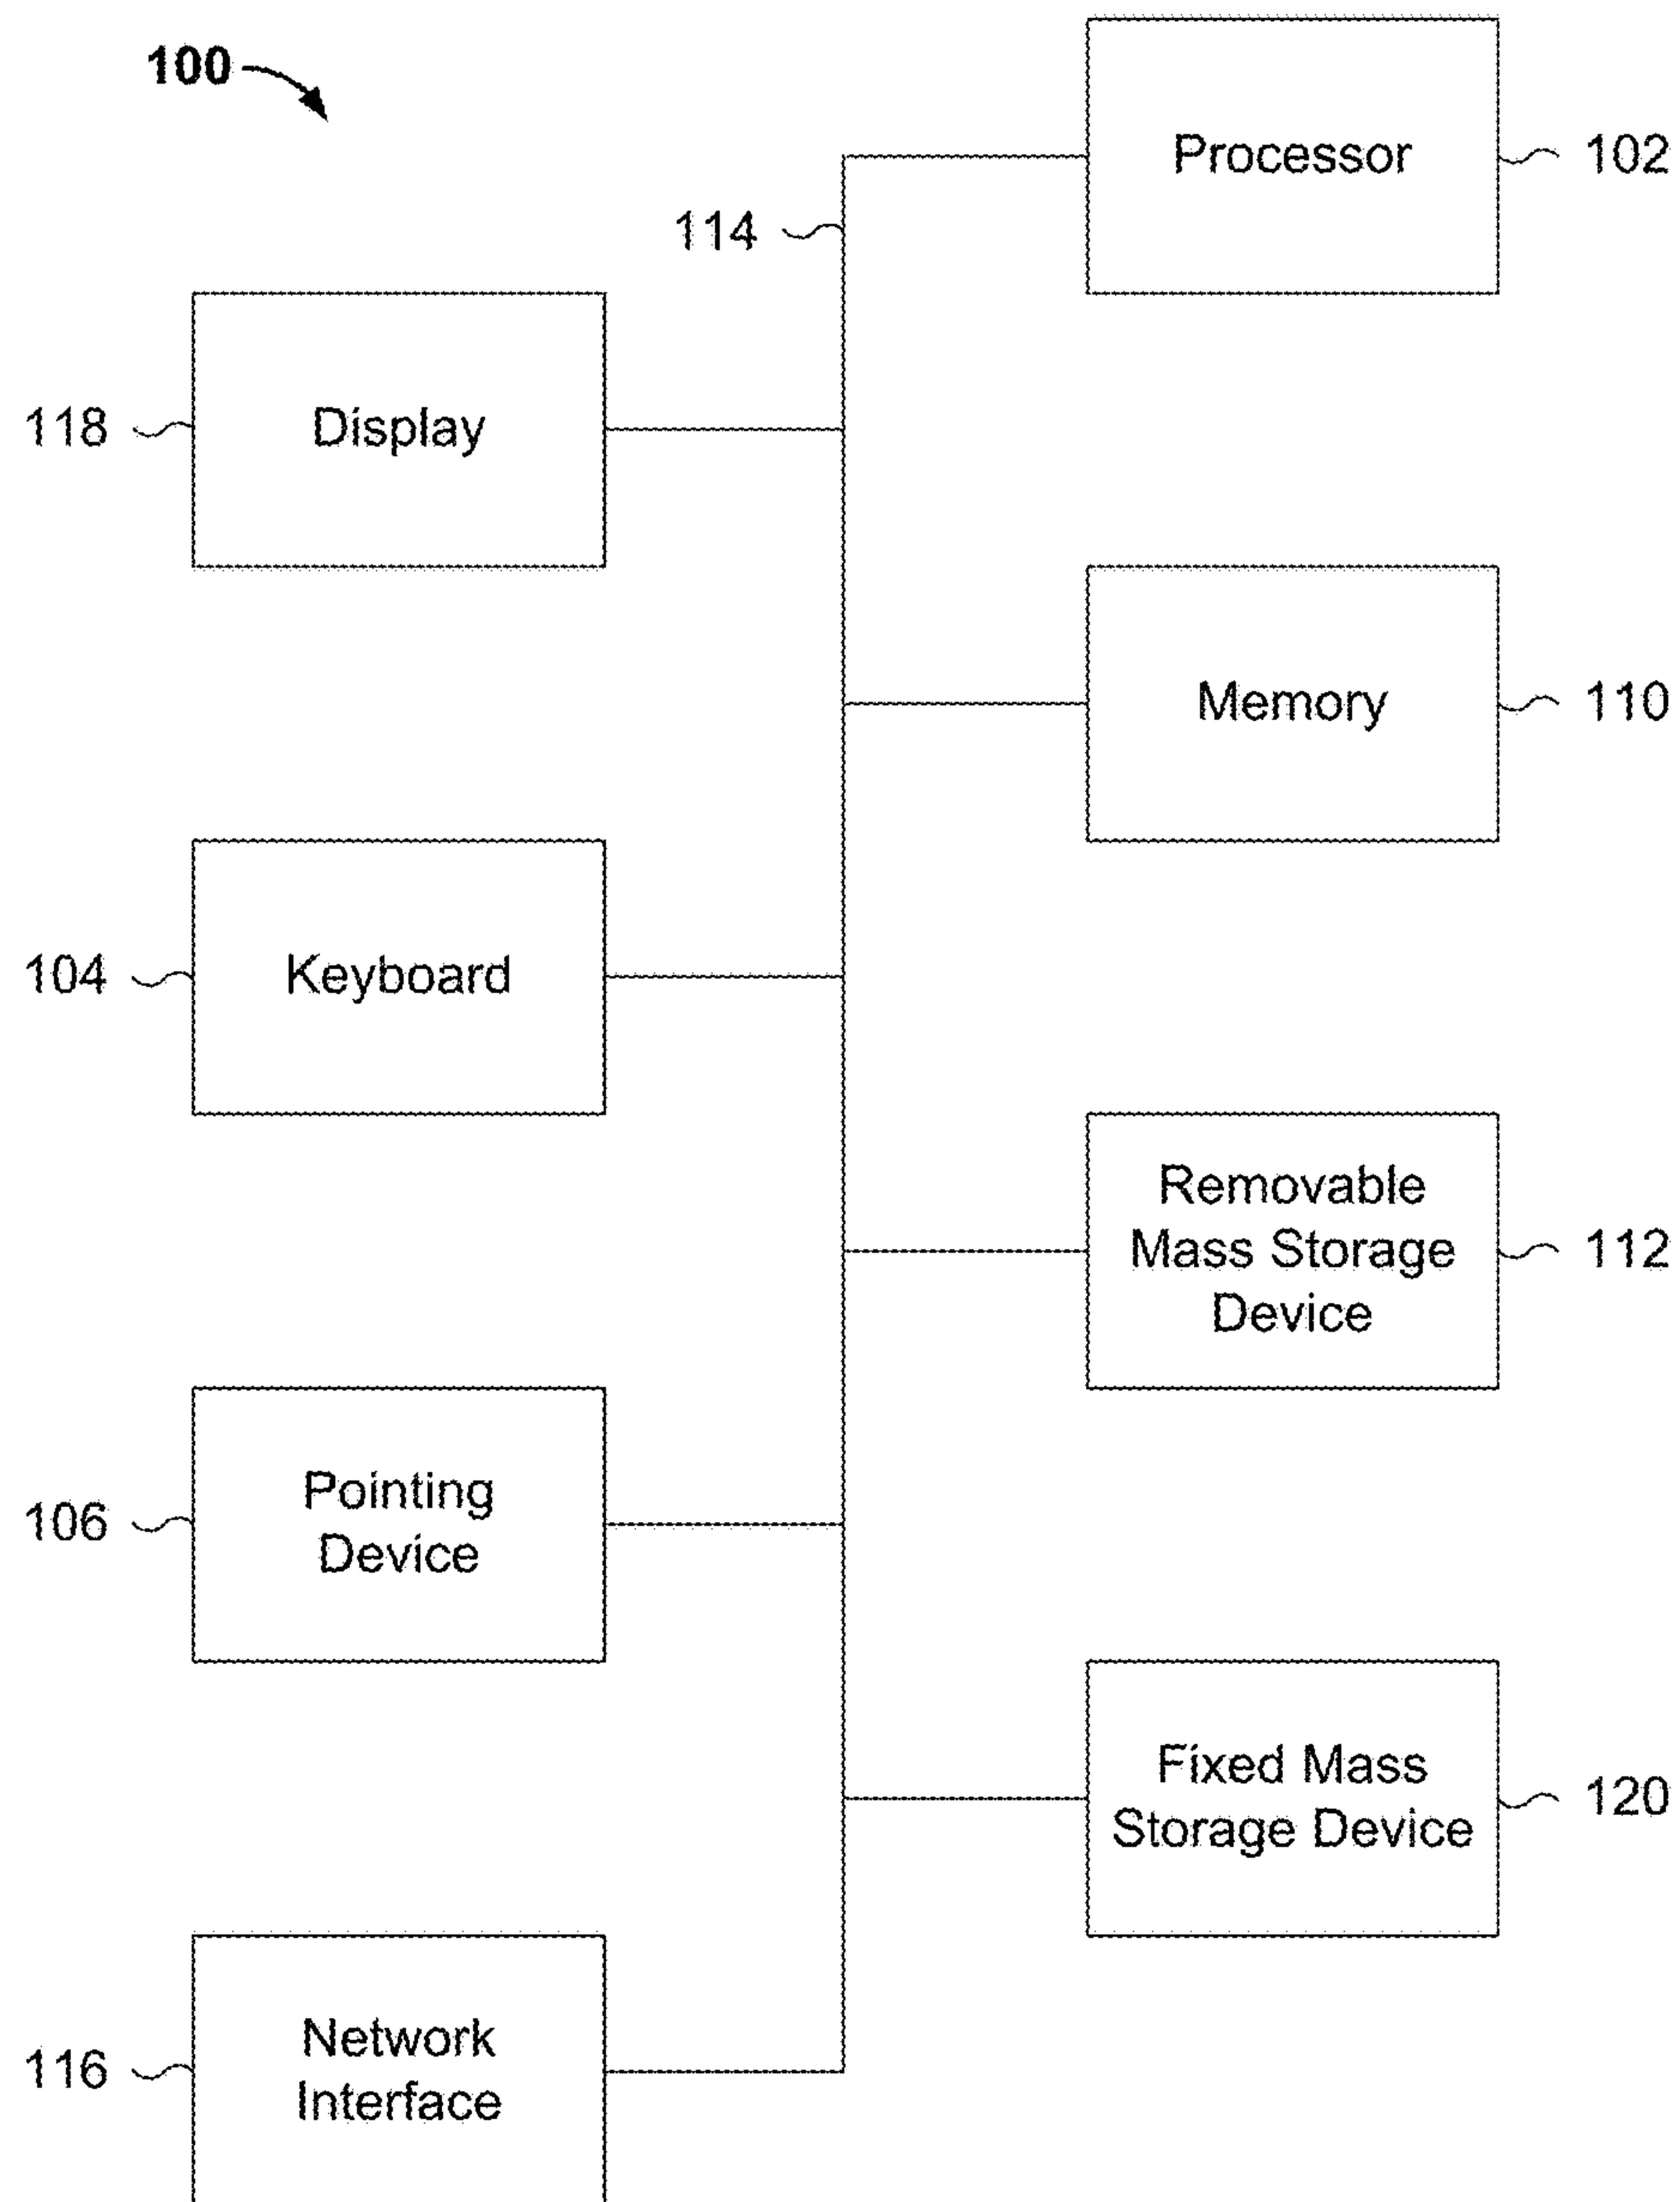 100
Processor
102
114
118
Display
Memory
110
104
Keyboard
Removable
Mass Storage
Device
112
106
Pointing
Device
Fixed Mass
Storage Device
120
116
Network
Interface